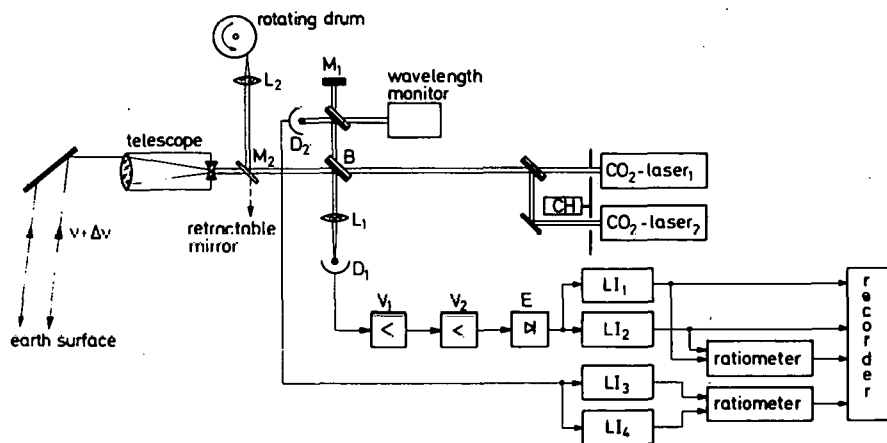 rotating drum
L2
M1
wavelength
monitor
D2
telescope
M2
B
CO2-laser1
CH
CO2-laser2
ν+Δν
retractable
mirror
L1
D1
earth surface
V1
V2
E
<
<
LI1
LI2
ratiometer
LI3
LI4
ratiometer
recorder